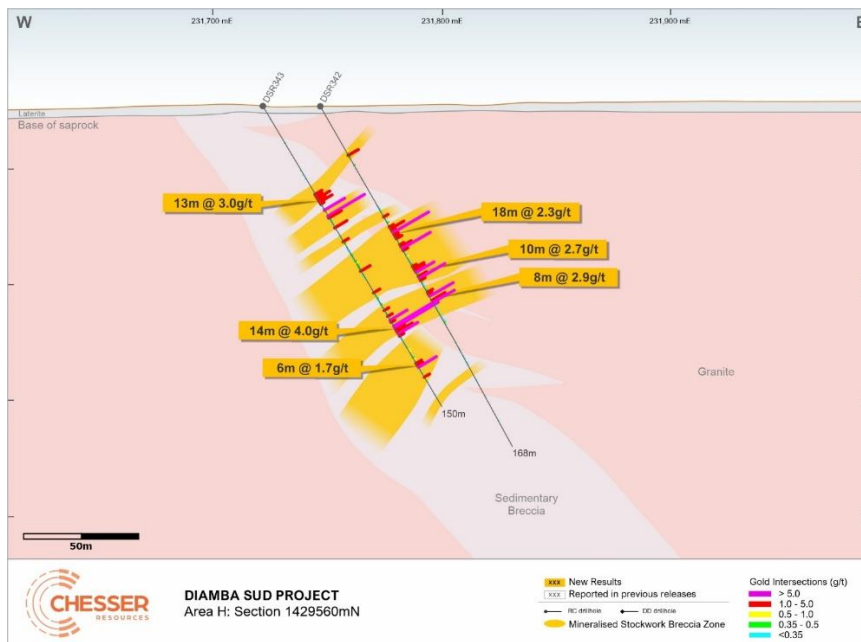 W
231,700 mE
231,800 mE
231,900 mE
E
DSR343
DSR342
Laterite
Base of saprock
13m @ 3.0g/t
18m @ 2.3g/t
10m @ 2.7g/t
8m @ 2.9g/t
14m @ 4.0g/t
6m @ 1.7g/t
Granite
150m
168m
Sedimentary
Breccia
50m
CHESSER
RESOURCES
DIAMBA SUD PROJECT
Area H: Section 1429560mN
xxx New Results
xxx Reported in previous releases
RC drillhole DD drillhole
Mineralised Stockwork Breccia Zone
Gold Intersections (g/t)
> 5.0
1.0 - 5.0
0.5 - 1.0
0.35 - 0.5
<0.35